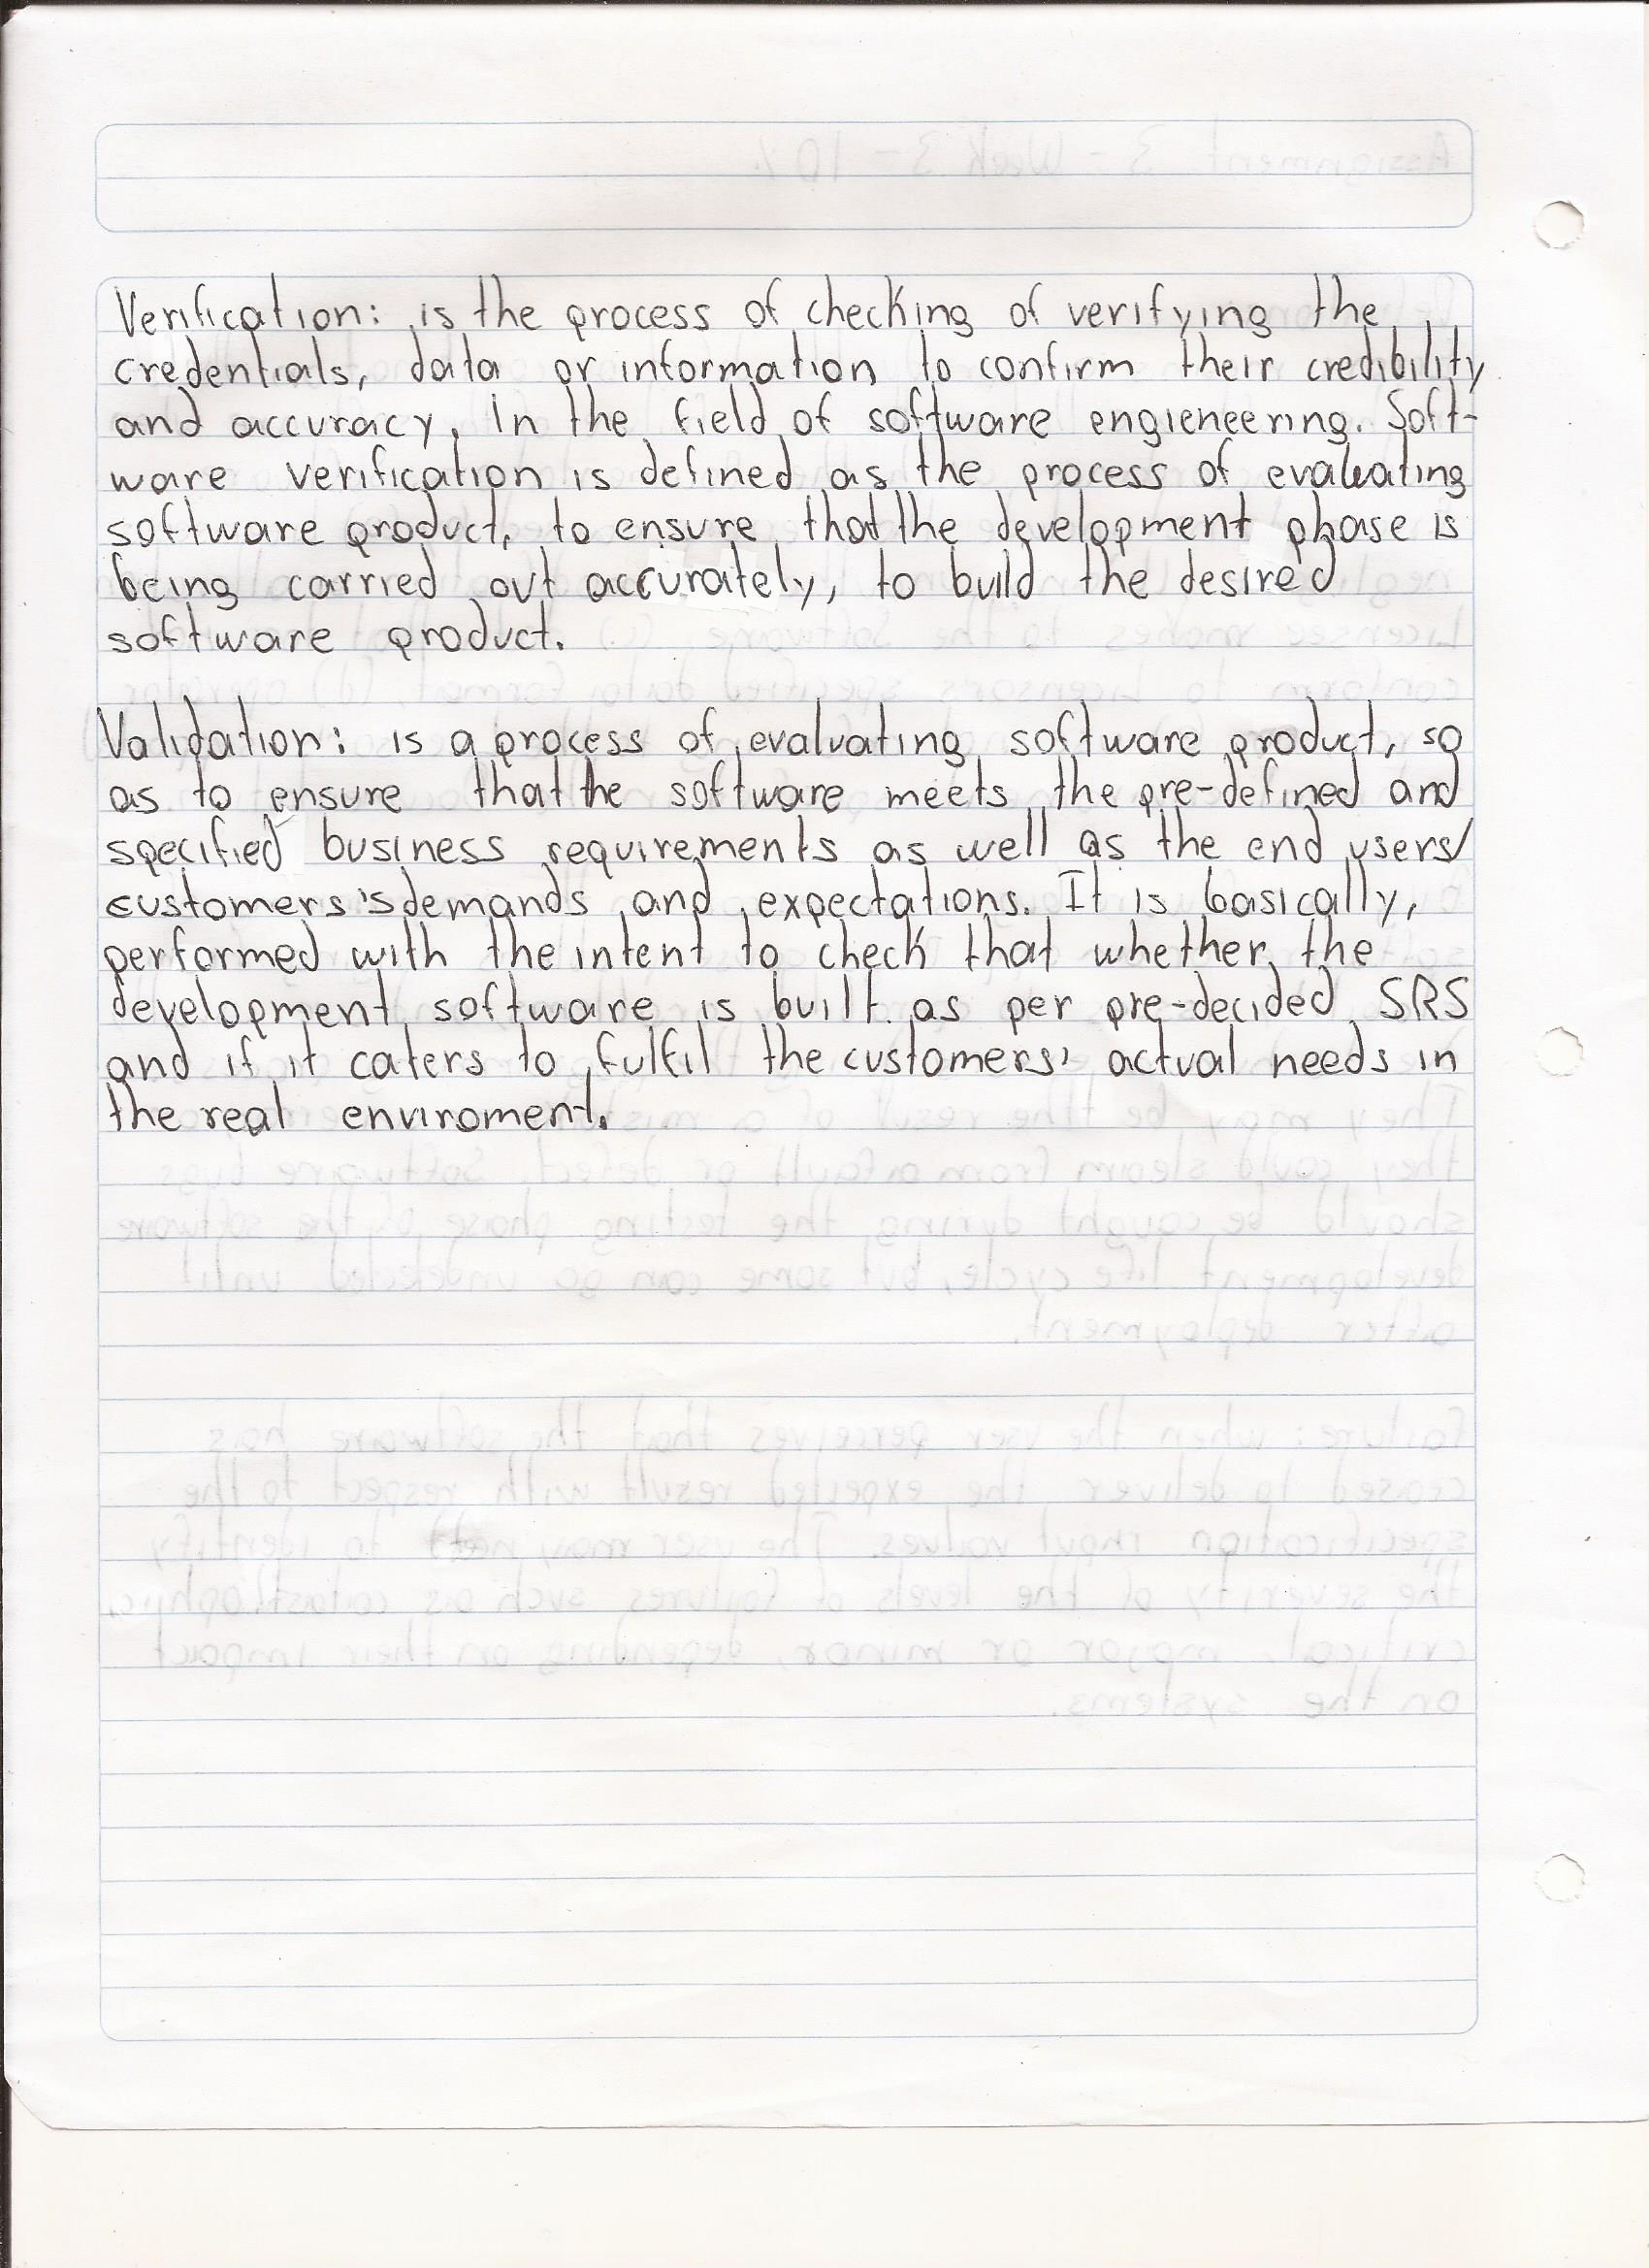 Verification: is the process of checking of verifying the
credentials, data or information to confirm their credibility
and accuracy. In the field of software engieneering. Soft-
ware verification is defined as the process of evaluating
software product, to ensure that the development phase is
being carried out accurately, to build the desired
software product.
Validation: is a process of evaluating software product, so
as to ensure that the software meets the pre-defined and
specified business requirements as well as the end users/
customers's demands and expectations. It is basically,
performed with the intent to check that whether the
development software is built as per pre-decided SRS
and if it caters to fulfil the customers' actual needs in
the real enviroment.